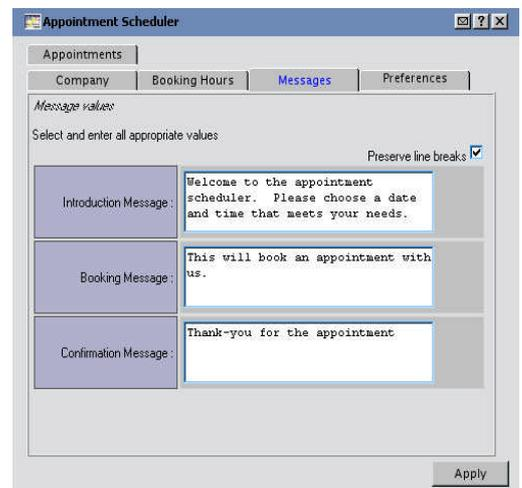 Appointment Scheduler
Appointments
Company Booking Hours Messages Preferences
Message values
Select and enter all appropriate values
Preserve line breaks
Introduction Message :
Welcome to the appointment
scheduler.  Please choose a date
and time that meets your needs.
Booking Message :
This will book an appointment with
us.
Confirmation Message :
Thank-you for the appointment
Apply